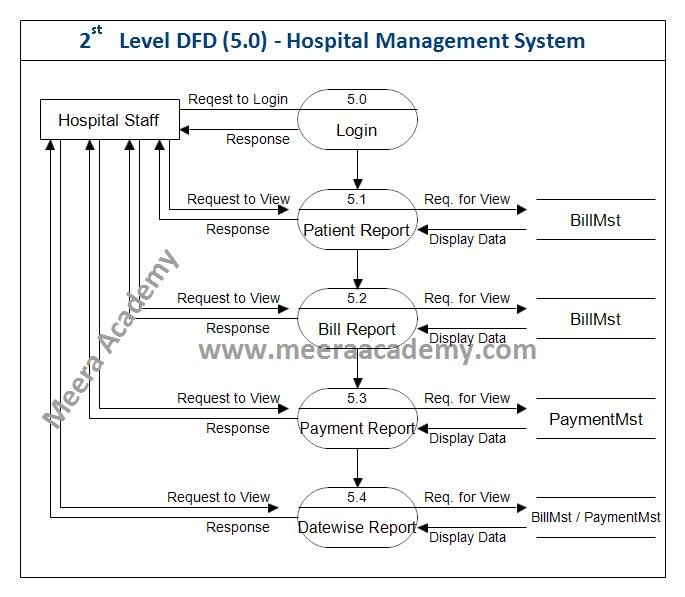 2st Level DFD (5.0) - Hospital Management System
Reqest to Login
5.0
Hospital Staff
Login
Response
Request to View
5.1
Req. for View
BillMst
Response
Patient Report
Display Data
Request to View
5.2
Req. for View
BillMst
Response
Bill Report
Display Data
Meera Academy
www.meeraacademy.com
Request to View
5.3
Req. for View
PaymentMst
Response
Payment Report
Display Data
Request to View
5.4
Req. for View
BillMst / PaymentMst
Response
Datewise Report
Display Data